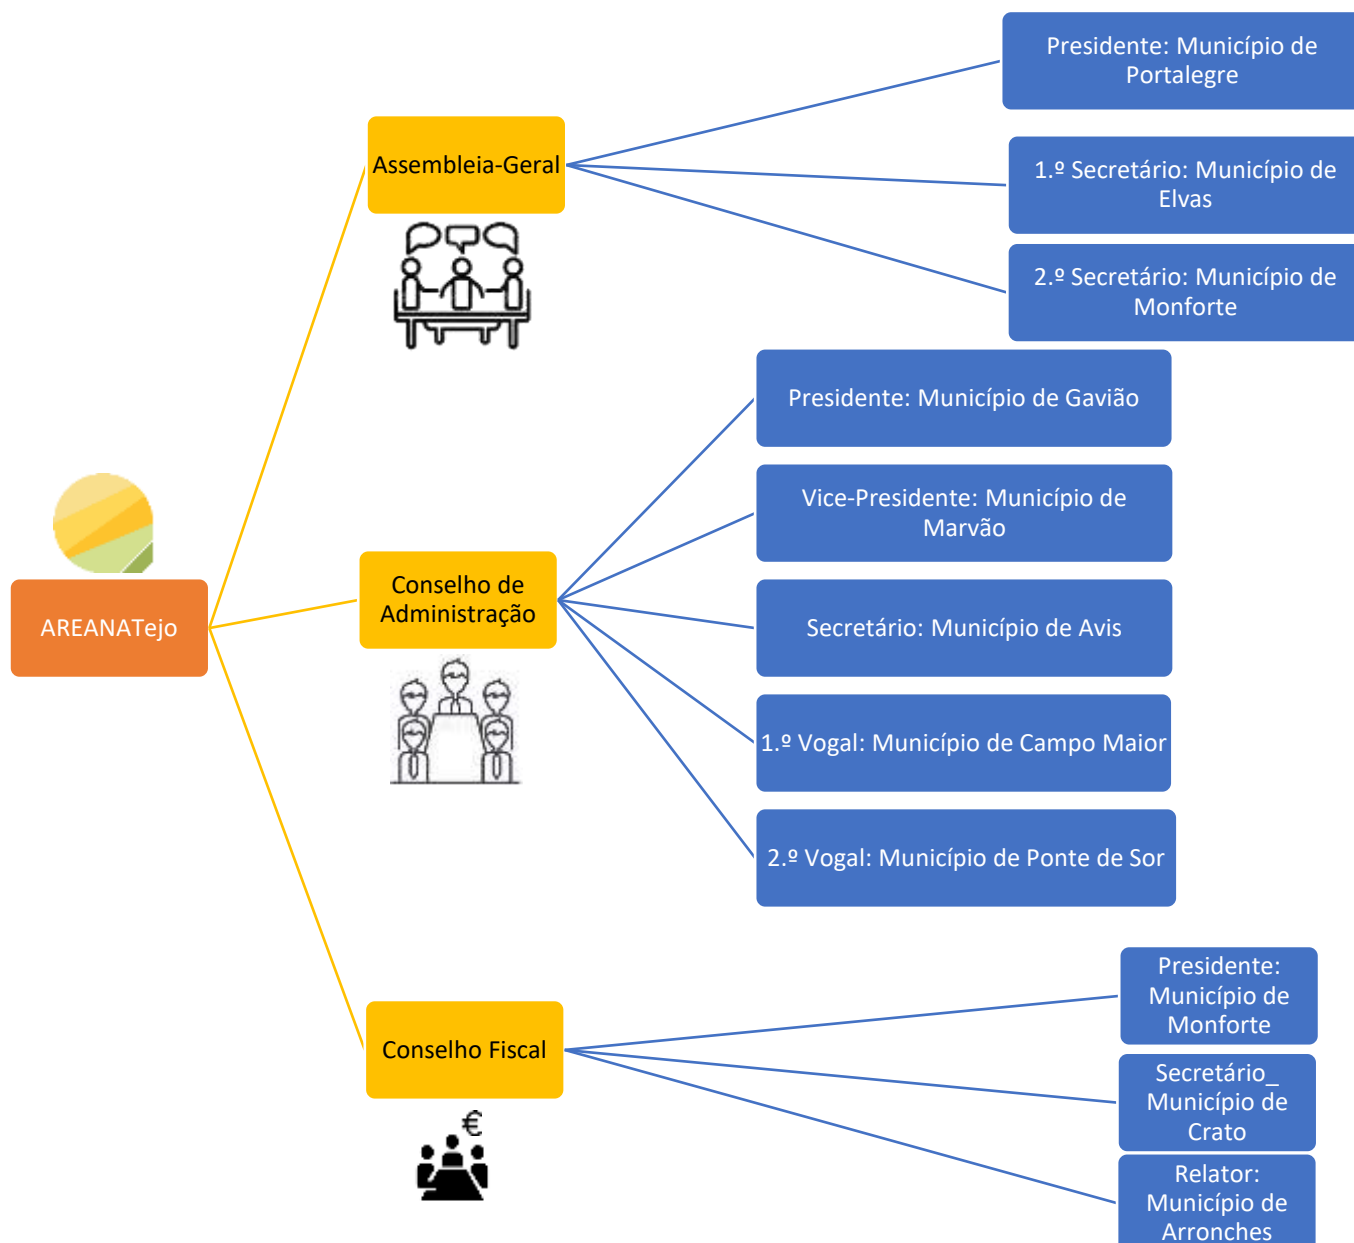 Presidente: Município de
Portalegre
Assembleia-Geral
1.º Secretário: Município de
Elvas
2.º Secretário: Município de
Monforte
Presidente: Município de Gavião
Vice-Presidente: Município de
Marvão
Conselho de
Administração
AREANATejo
Secretário: Município de Avis
1.º Vogal: Município de Campo Maior
2.º Vogal: Município de Ponte de Sor
Presidente:
Município de
Monforte
Conselho Fiscal
Secretário_
Município de
Crato
€
Relator:
Município de
Arronches